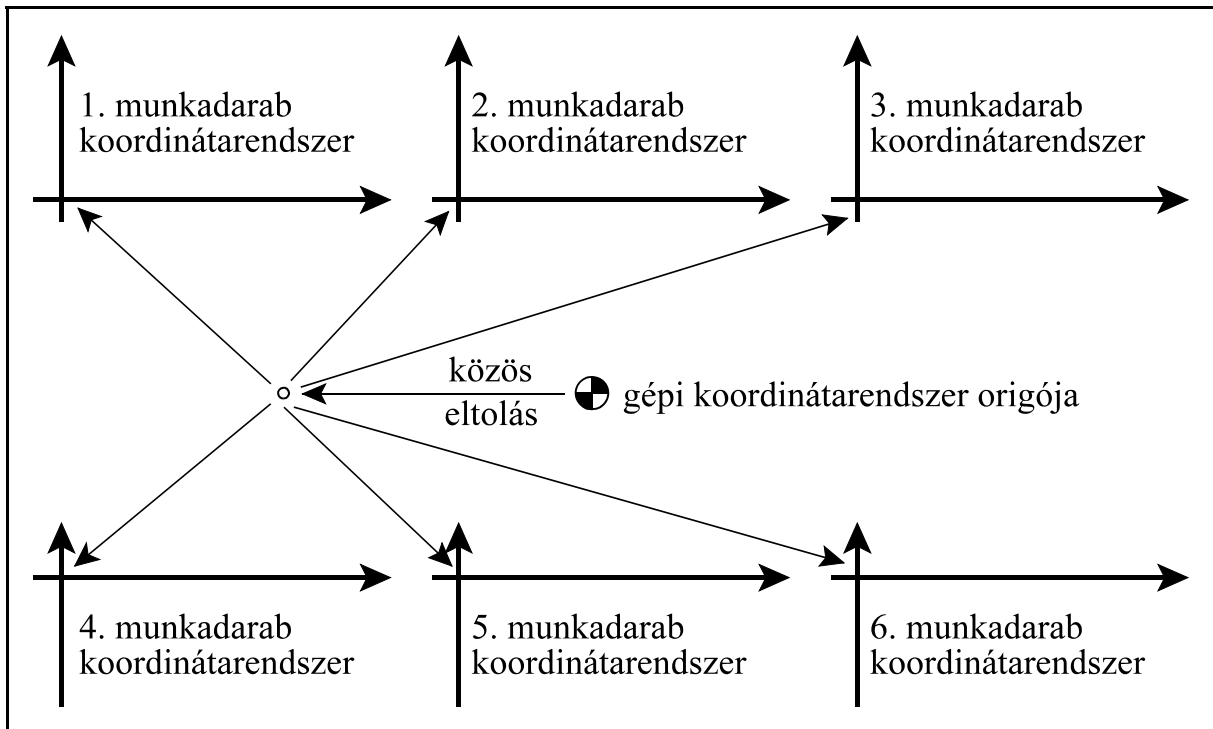 1. munkadarab
koordinátarendszer
2. munkadarab
koordinátarendszer
3. munkadarab
koordinátarendszer
közös
eltolás
gépi koordinátarendszer origója
4. munkadarab
koordinátarendszer
5. munkadarab
koordinátarendszer
6. munkadarab
koordinátarendszer